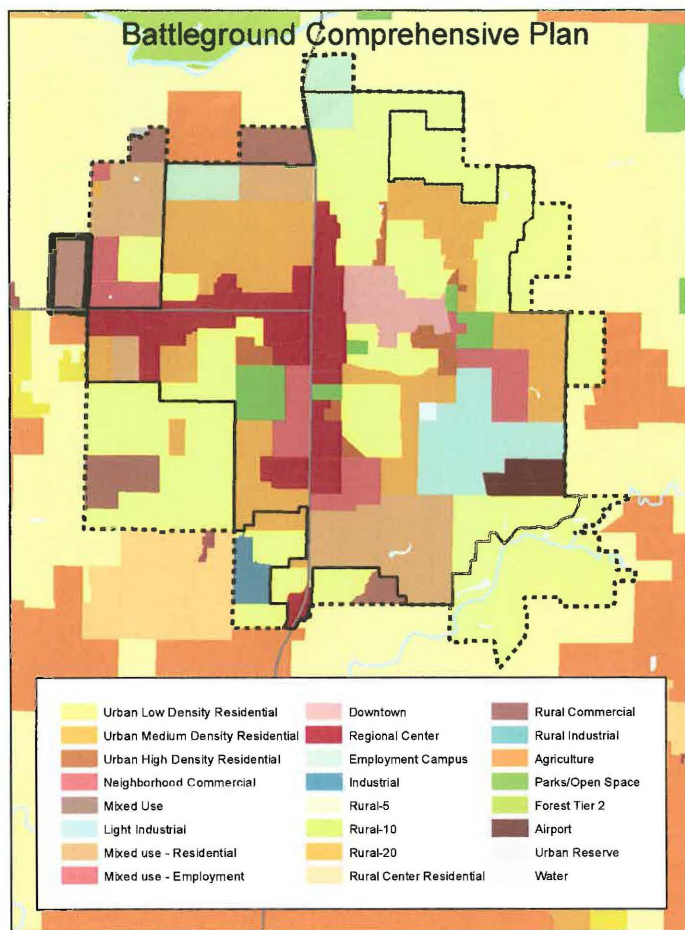 Battleground Comprehensive Plan
Urban Low Density Residential
Urban Medium Density Residential
Urban High Density Residential
Neighborhood Commercial
Mixed Use
Light Industrial
Mixed use - Residential
Mixed use - Employment
Downtown
Regional Center
Employment Campus
Industrial
Rural-5
Rural-10
Rural-20
Rural Center Residential
Rural Commercial
Rural Industrial
Agriculture
Parks/Open Space
Forest Tier 2
Airport
Urban Reserve
Water